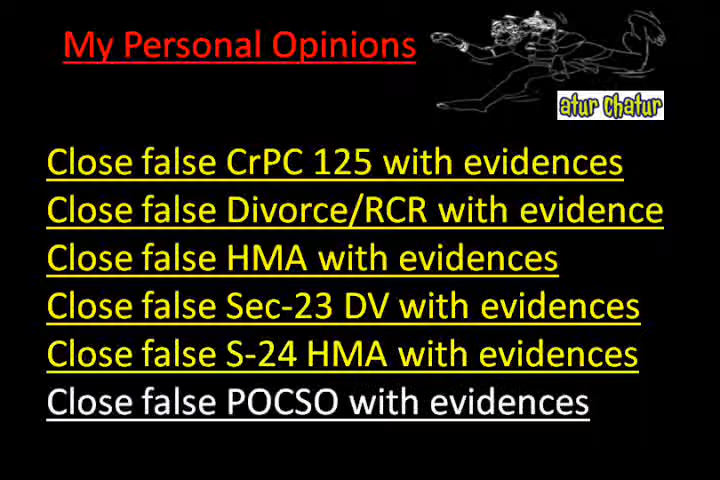 My Personal Opinions
atur chatur
Close false CrPC 125 with evidences
Close false Divorce/RCR with evidence
Close false HMA with evidences
Close false Sec-23 DV with evidences
Close false S-24 HMA with evidences
Close false POCSO with evidences